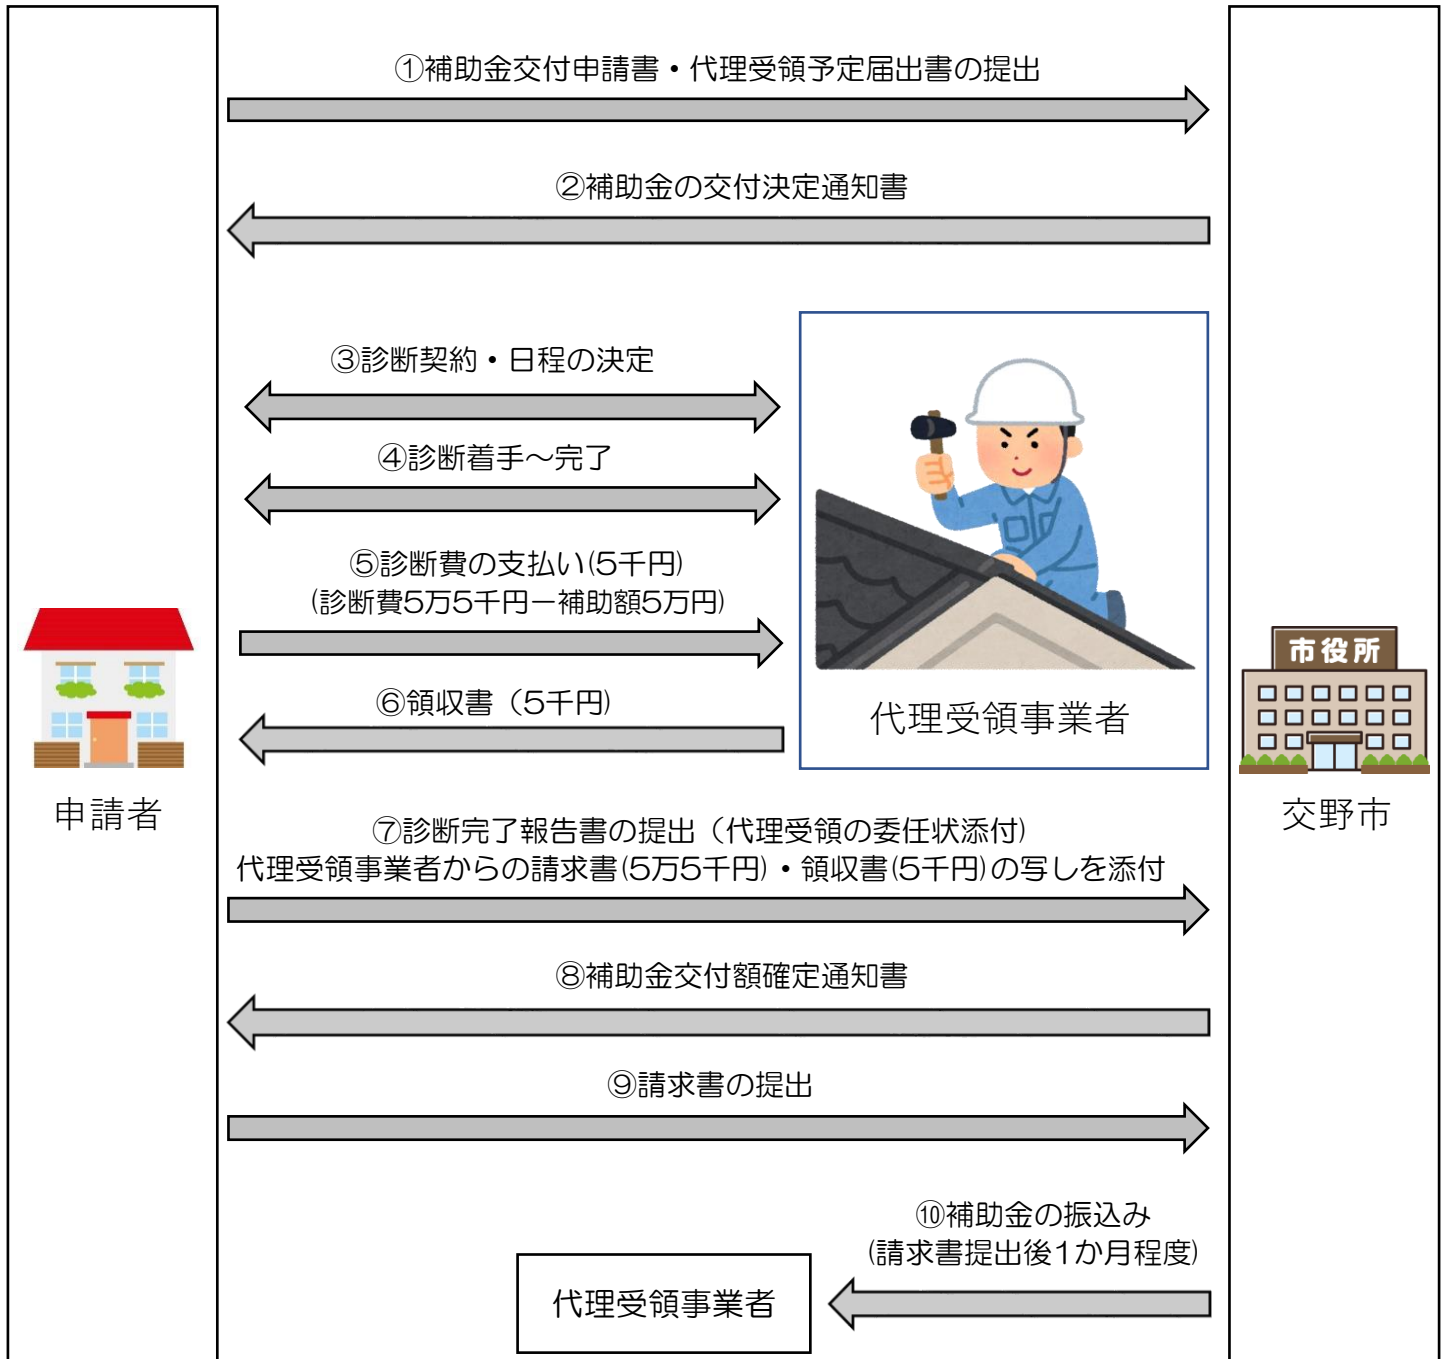 ①補助金交付申請書・代理受領予定届出書の提出
②補助金の交付決定通知書
③診断契約・日程の決定
④診断着手～完了
⑤診断費の支払い(5千円)
(診断費5万5千円－補助額5万円)
⑥領収書（5千円)
代理受領事業者
市役所
申請者
交野市
⑦診断完了報告書の提出（代理受領の委任状添付)
代理受領事業者からの請求書(5万5千円)・領収書(5千円)の写しを添付
⑧補助金交付額確定通知書
⑨請求書の提出
⑩補助金の振込み
(請求書提出後1か月程度)
代理受領事業者